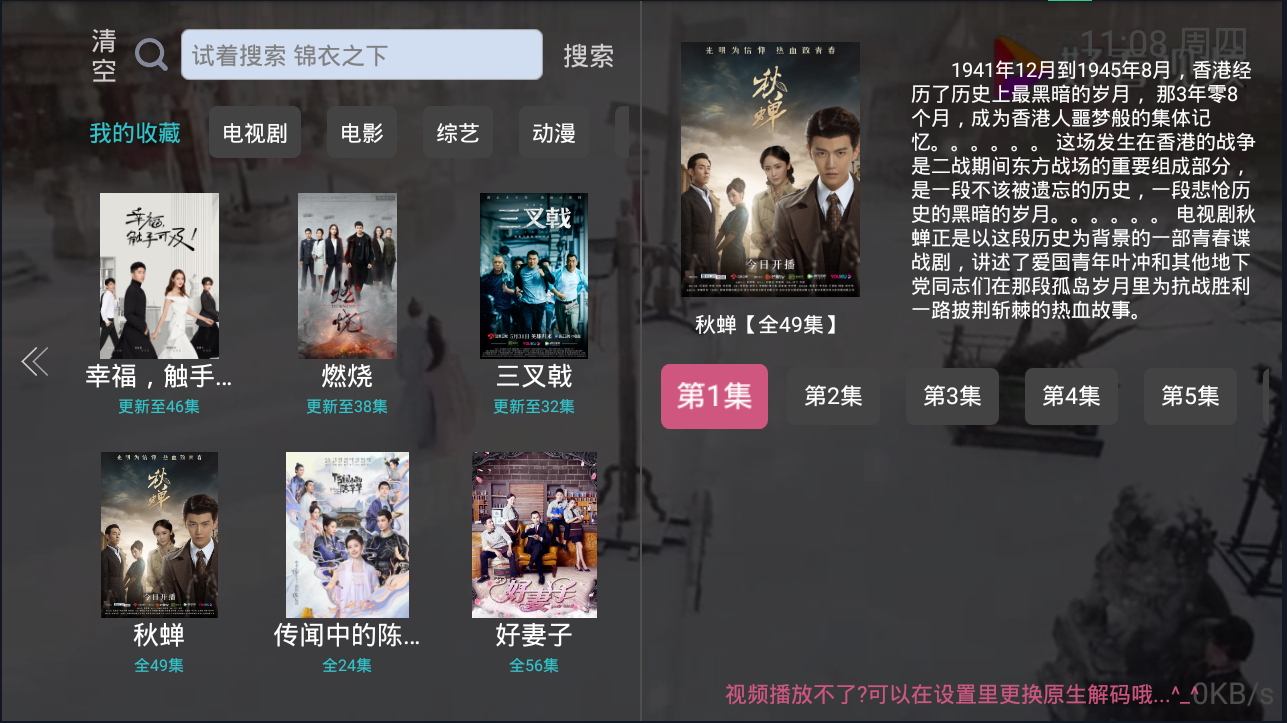 清空
试着搜索 锦衣之下
搜索
我的收藏
电视剧
电影
综艺
动漫
幸福，触手可及！
幸福，触手...
更新至46集
燃烧
燃烧
更新至38集
三叉戟
三叉戟
更新至32集
秋蝉
今日开播
秋蝉
全49集
传闻中的陈...
全24集
好妻子
好妻子
全56集
11:08 周四
光明为信仰 热血致青春
秋蝉
今日开播
秋蝉【全49集】
1941年12月到1945年8月，香港经
历了历史上最黑暗的岁月， 那3年零8
个月，成为香港人噩梦般的集体记
忆。。。。。。 这场发生在香港的战争
是二战期间东方战场的重要组成部分，
是一段不该被遗忘的历史，一段悲怆历
史的黑暗的岁月。。。。。。 电视剧秋
蝉正是以这段历史为背景的一部青春谍
战剧，讲述了爱国青年叶冲和其他地下
党同志们在那段孤岛岁月里为抗战胜利
一路披荆斩棘的热血故事。
第1集
第2集
第3集
第4集
第5集
视频播放不了?可以在设置里更换原生解码哦...^_^
0KB/s